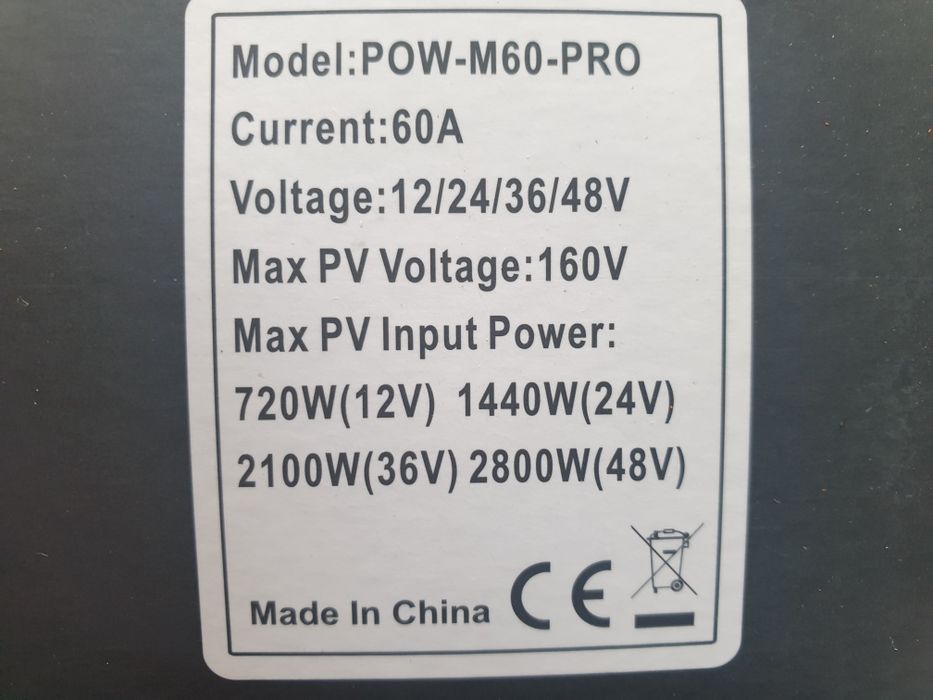 Model:POW-M60-PRO
Current:60A
Voltage:12/24/36/48V
Max PV Voltage:160V
Max PV Input Power:
720W(12V) 1440W(24V)
2100W(36V) 2800W(48V)
Made In China CE